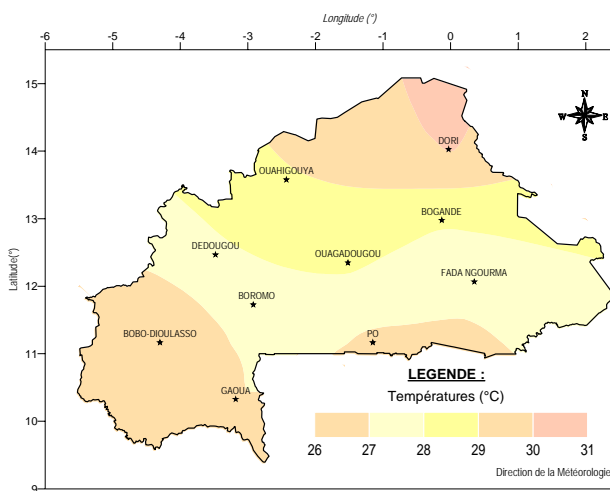 Longitude (°)
-6 -5 -4 -3 -2 -1 0 1 2
15
N
W E
S
DORI
14
OUAHIGOUYA
13
BOGANDE
DEDOUGOU
OUAGADOUGOU
Latitude(°)
FADA NGOURMA
12
BOROMO
BOBO-DIOULASSO
PO
11
LEGENDE :
Températures (°C)
GAOUA
10
26 27 28 29 30 31
Direction de la Météorologie
9